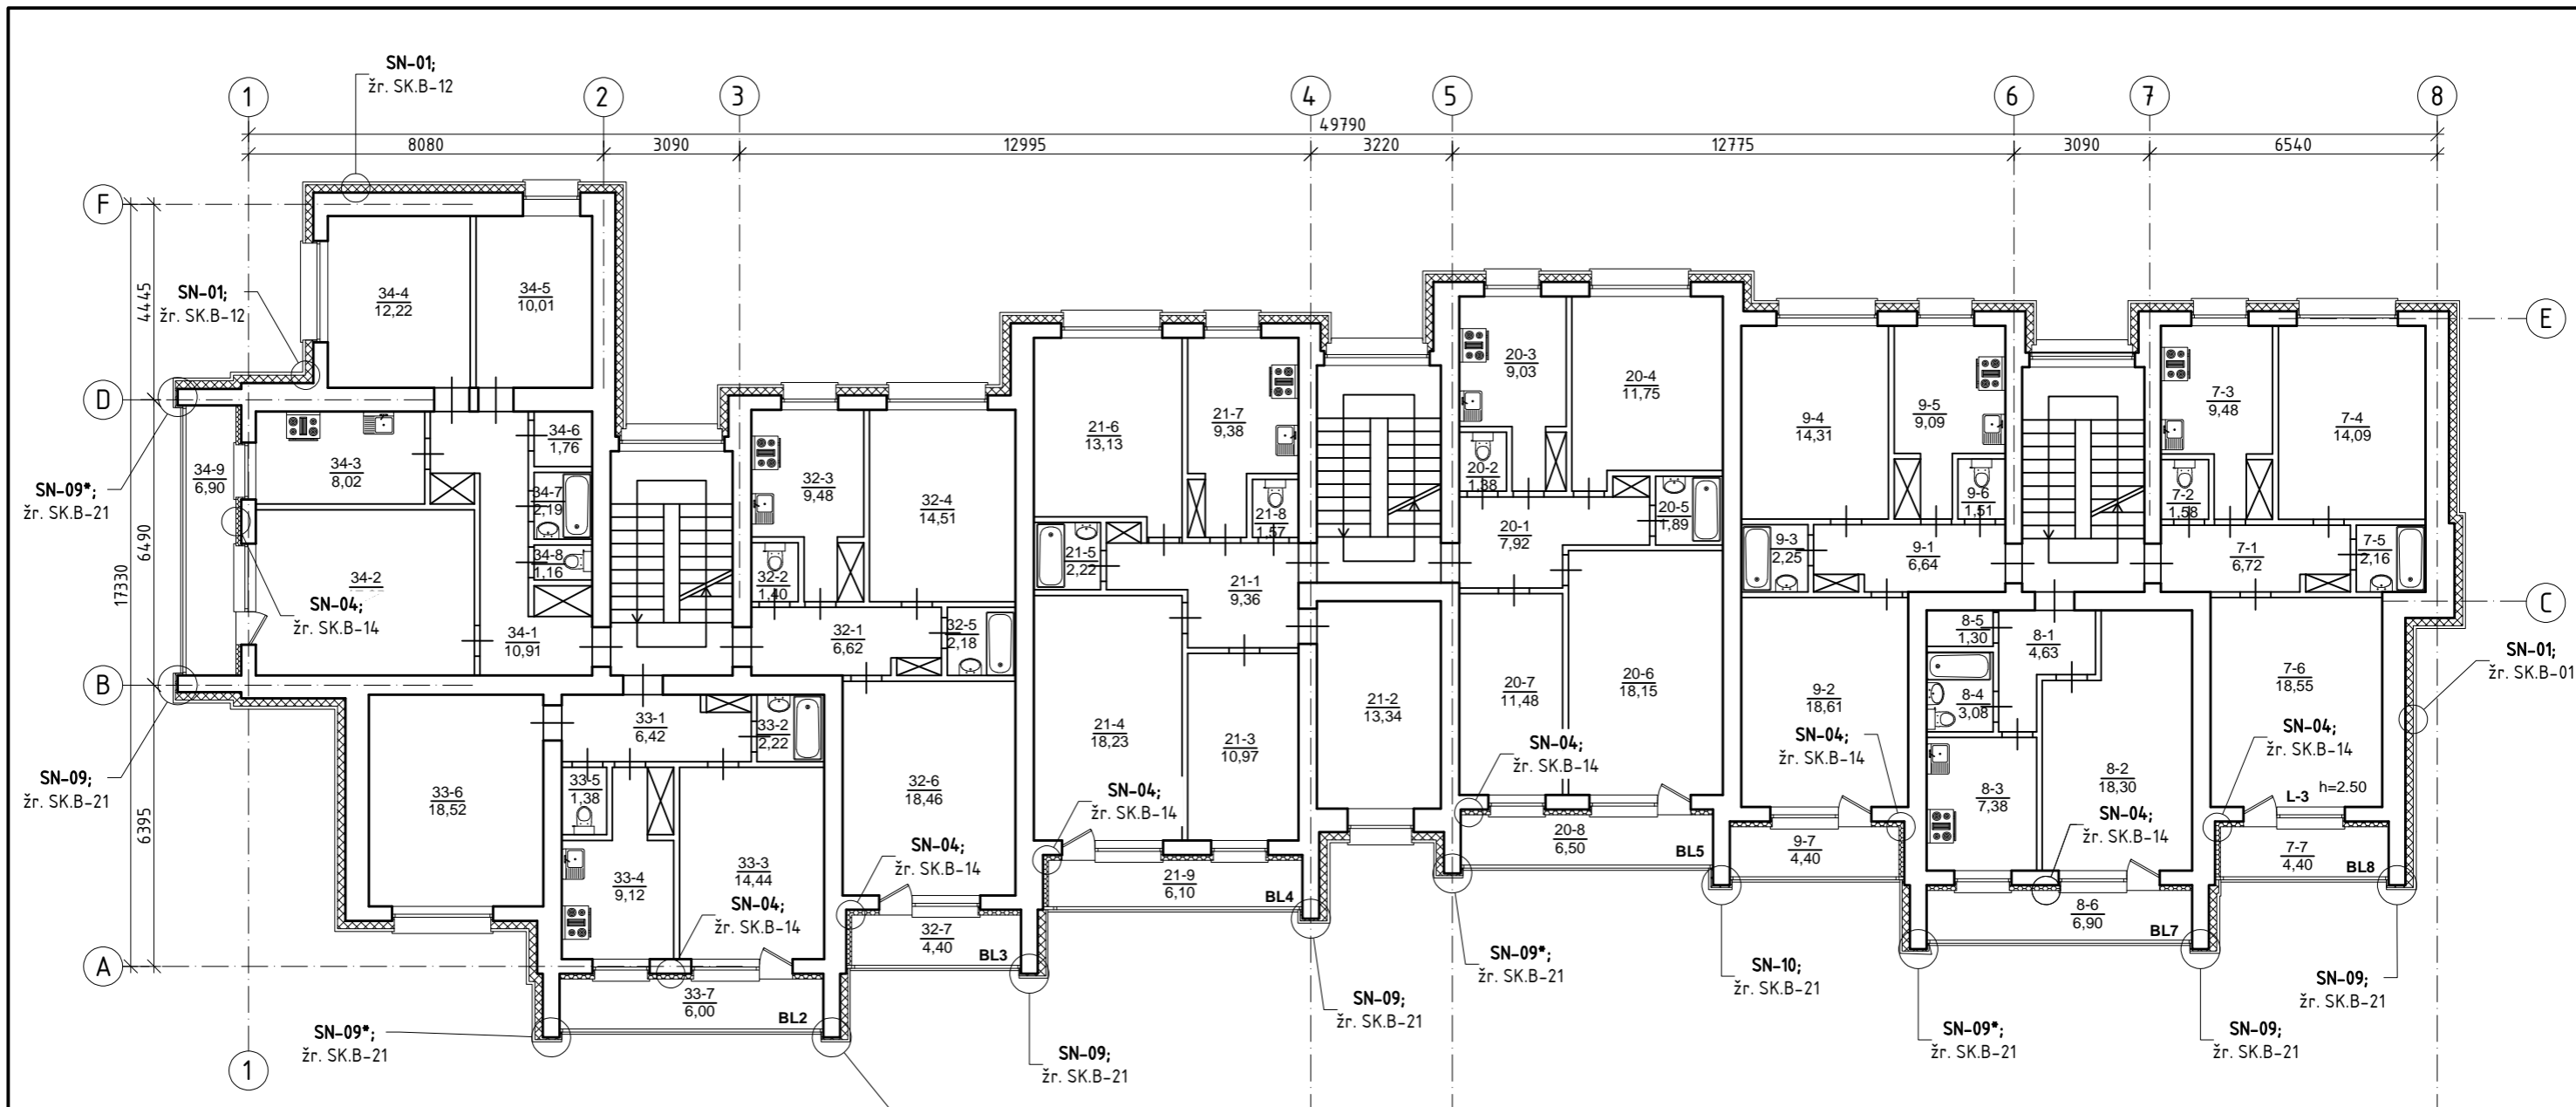 SN-01;
žr. SK.B-12
1
2
3
4
5
6
7
8
49790
8080
3090
12995
3220
12775
3090
6540
F
D
B
A
E
C
1
4445
6490
6395
17330
SN-01;
žr. SK.B-12
SN-09*;
žr. SK.B-21
SN-09;
žr. SK.B-21
34-4
12,22
34-5
10,01
34-9
6,90
34-3
8,02
34-6
1,76
34-7
2,19
34-8
1,16
34-2
SN-04;
žr. SK.B-14
34-1
10,91
33-1
6,42
33-2
2,22
33-6
18,52
33-5
1,38
33-4
9,12
33-3
14,44
SN-04;
žr. SK.B-14
33-7
6,00
BL2
SN-09*;
žr. SK.B-21
32-3
9,48
32-4
14,51
32-2
1,40
32-1
6,62
32-5
2,18
32-6
18,46
SN-04;
žr. SK.B-14
32-7
4,40
BL3
SN-09;
žr. SK.B-21
21-6
13,13
21-7
9,38
21-8
1,57
21-5
2,22
21-1
9,36
21-4
18,23
21-3
10,97
21-2
13,34
SN-04;
žr. SK.B-14
21-9
6,10
BL4
SN-09;
žr. SK.B-21
20-3
9,03
20-4
11,75
20-2
1,38
20-1
7,92
20-5
1,89
20-7
11,48
20-6
18,15
SN-04;
žr. SK.B-14
20-8
6,50
BL5
SN-09*;
žr. SK.B-21
SN-10;
žr. SK.B-21
9-4
14,31
9-5
9,09
9-6
1,51
9-3
2,25
9-1
6,64
9-2
18,61
SN-04;
žr. SK.B-14
9-7
4,40
8-5
1,30
8-1
4,63
8-4
3,08
8-3
7,38
8-2
18,30
SN-04;
žr. SK.B-14
8-6
6,90
BL7
SN-09*;
žr. SK.B-21
SN-09;
žr. SK.B-21
7-3
9,48
7-4
14,09
7-2
1,58
7-1
6,72
7-5
2,16
7-6
18,55
SN-04;
žr. SK.B-14
L-3
h=2.50
7-7
4,40
BL8
SN-01;
žr. SK.B-01
SN-09;
žr. SK.B-21